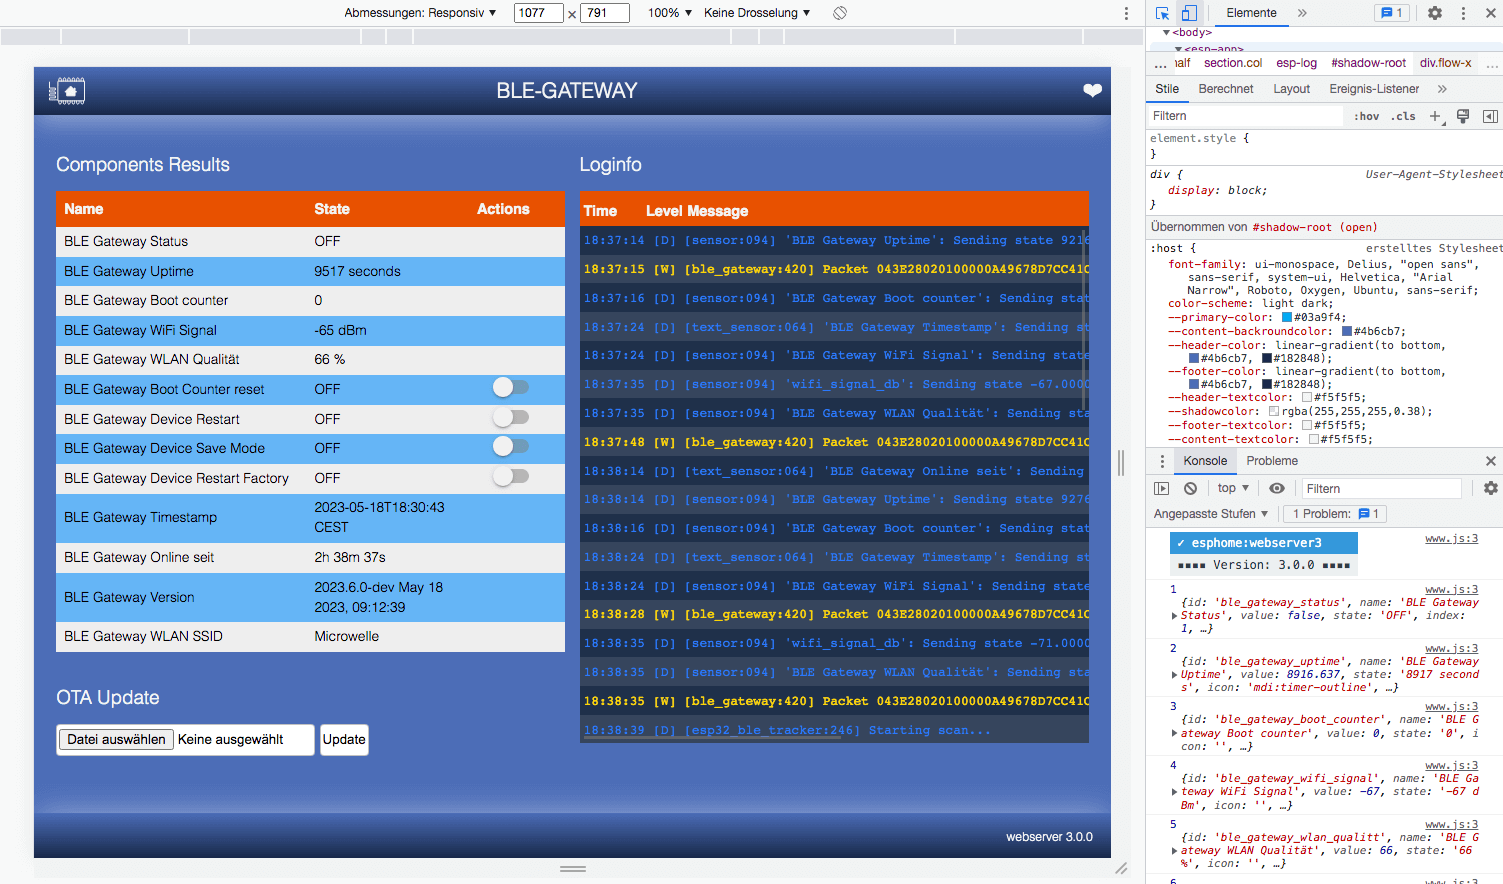 Abmessungen: Responsiv ▼ 1077 × 791 100% ▼ Keine Drosselung ▼
BLE-GATEWAY
Components Results
Name State Actions
BLE Gateway Status OFF
BLE Gateway Uptime 9517 seconds
BLE Gateway Boot counter 0
BLE Gateway WiFi Signal -65 dBm
BLE Gateway WLAN Qualität 66 %
BLE Gateway Boot Counter reset OFF
BLE Gateway Device Restart OFF
BLE Gateway Device Save Mode OFF
BLE Gateway Device Restart Factory OFF
BLE Gateway Timestamp 2023-05-18T18:30:43
CEST
BLE Gateway Online seit 2h 38m 37s
BLE Gateway Version 2023.6.0-dev May 18
2023, 09:12:39
BLE Gateway WLAN SSID Microwelle
OTA Update
Datei auswählen Keine ausgewählt Update
Loginfo
Time Level Message
18:37:14 [D] [sensor:094] 'BLE Gateway Uptime': Sending state 9216
18:37:15 [W] [ble_gateway:420] Packet 043E28020100000A49678D7CC41C
18:37:16 [D] [sensor:094] 'BLE Gateway Boot counter': Sending stat
18:37:24 [D] [text_sensor:064] 'BLE Gateway Timestamp': Sending st
18:37:24 [D] [sensor:094] 'BLE Gateway WiFi Signal': Sending state
18:37:35 [D] [sensor:094] 'wifi_signal_db': Sending state -67.0000
18:37:35 [D] [sensor:094] 'BLE Gateway WLAN Qualität': Sending sta
18:37:48 [W] [ble_gateway:420] Packet 043E28020100000A49678D7CC41C
18:38:14 [D] [text_sensor:064] 'BLE Gateway Online seit': Sending
18:38:14 [D] [sensor:094] 'BLE Gateway Uptime': Sending state 9276
18:38:16 [D] [sensor:094] 'BLE Gateway Boot counter': Sending stat
18:38:24 [D] [text_sensor:064] 'BLE Gateway Timestamp': Sending st
18:38:24 [D] [sensor:094] 'BLE Gateway WiFi Signal': Sending state
18:38:28 [W] [ble_gateway:420] Packet 043E28020100000A49678D7CC41C
18:38:35 [D] [sensor:094] 'wifi_signal_db': Sending state -71.0000
18:38:35 [D] [sensor:094] 'BLE Gateway WLAN Qualität': Sending sta
18:38:35 [W] [ble_gateway:420] Packet 043E28020100000A49678D7CC41C
18:38:39 [D] [esp32_ble_tracker:246] Starting scan...
webserver 3.0.0
Elemente » 1
▼<body>
▼<esp-app>
... half section.col esp-log #shadow-root div.flow-x ...
Stile Berechnet Layout Ereignis-Listener »
Filtern :hov .cls +
element.style {
}
div { User-Agent-Stylesheet
display: block;
}
Übernommen von #shadow-root (open)
:host { erstelltes Stylesheet
font-family: ui-monospace, Delius, "open sans",
sans-serif, system-ui, Helvetica, "Arial
Narrow", Roboto, Oxygen, Ubuntu, sans-serif;
color-scheme: light dark;
--primary-color: #03a9f4;
--content-backroundcolor: #4b6cb7;
--header-color: linear-gradient(to bottom,
#4b6cb7, #182848);
--footer-color: linear-gradient(to bottom,
#4b6cb7, #182848);
--header-textcolor: #f5f5f5;
--shadowcolor: rgba(255,255,255,0.38);
--footer-textcolor: #f5f5f5;
--content-textcolor: #f5f5f5;
Konsole Probleme
top ▼ Filtern
Angepasste Stufen ▼ 1 Problem: 1
✓ esphome:webserver3 www.js:3
▪▪▪▪ Version: 3.0.0 ▪▪▪▪
1 www.js:3
{id: 'ble_gateway_status', name: 'BLE Gateway
Status', value: false, state: 'OFF', index:
1, …}
2 www.js:3
{id: 'ble_gateway_uptime', name: 'BLE Gateway
Uptime', value: 8916.637, state: '8917 second
s', icon: 'mdi:timer-outline', …}
3 www.js:3
{id: 'ble_gateway_boot_counter', name: 'BLE G
ateway Boot counter', value: 0, state: '0', i
con: '', …}
4 www.js:3
{id: 'ble_gateway_wifi_signal', name: 'BLE Ga
teway WiFi Signal', value: -67, state: '-67 d
Bm', icon: '', …}
5 www.js:3
{id: 'ble_gateway_wlan_qualitt', name: 'BLE G
ateway WLAN Qualität', value: 66, state: '66
%', icon: '', …}
6 www.js:3